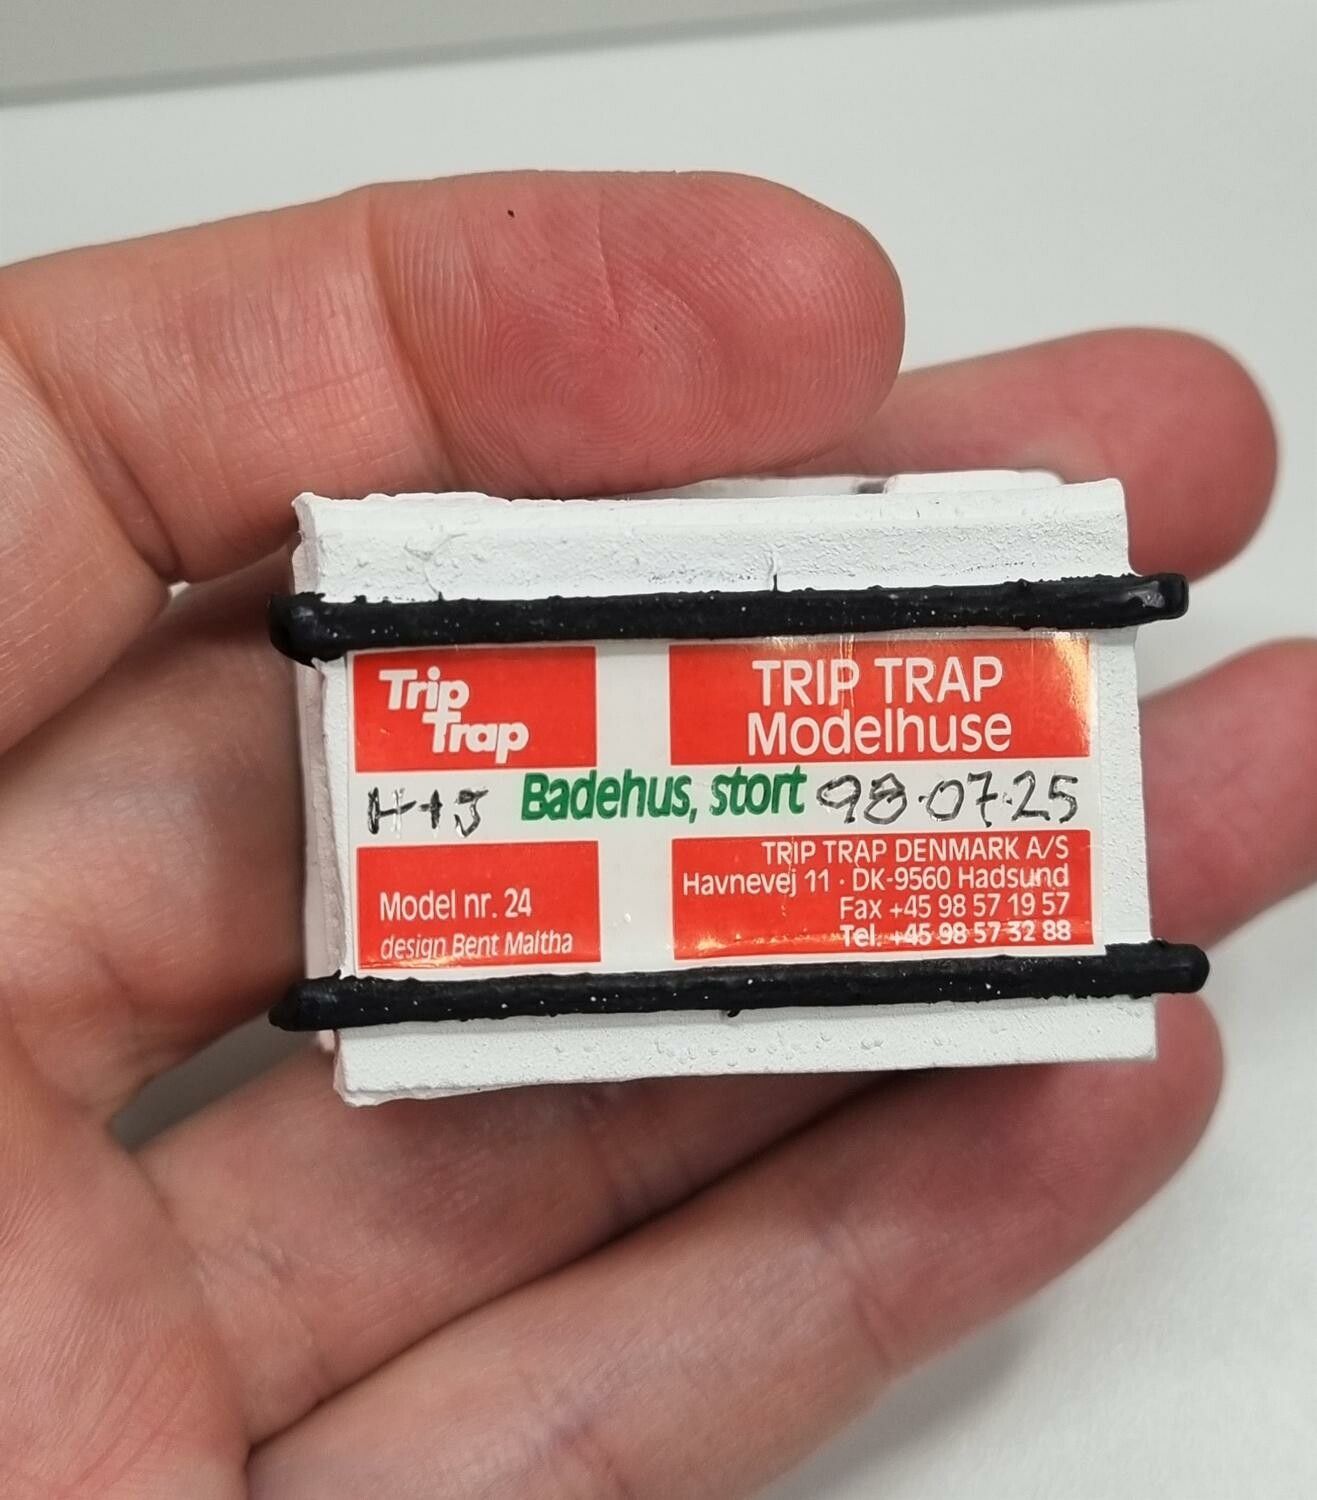 Trip
Trap
TRIP TRAP
Modelhuse
Badehus, stort 98.07.25
Model nr. 24
design Bent Maltha
TRIP TRAP DENMARK A/S
Havnevej 11 · DK-9560 Hadsund
Fax +45 98 57 19 57
Tel. +45 98 57 32 88